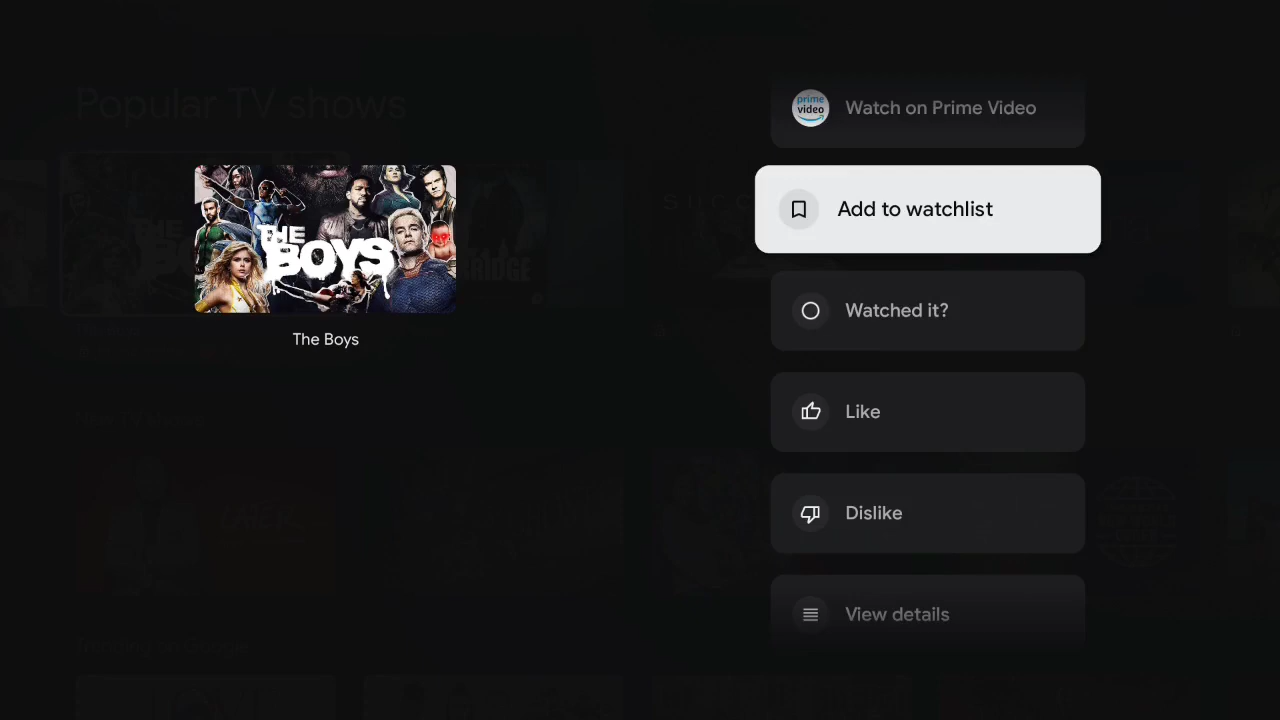 Popular TV shows
THE
BOYS
The Boys
prime
video
Watch on Prime Video
Add to watchlist
Watched it?
Like
Dislike
View details